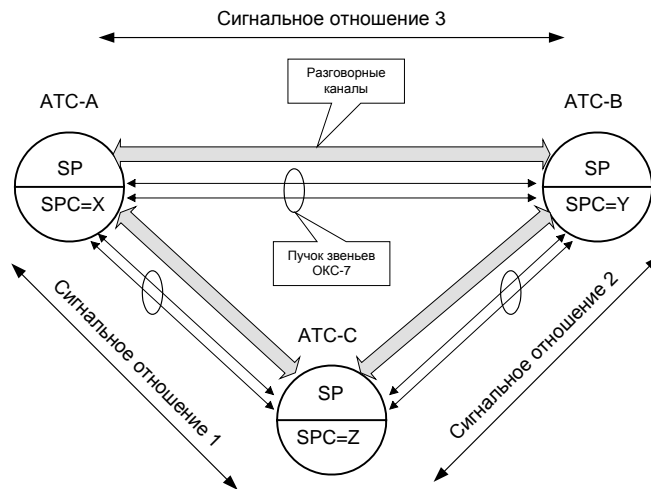 Сигнальное отношение 3
Разговорные
каналы
АТС-А
АТС-В
SP
SPC=X
SP
SPC=Y
Пучок звеньев
ОКС-7
АТС-С
SP
SPC=Z
Сигнальное отношение 1
Сигнальное отношение 2